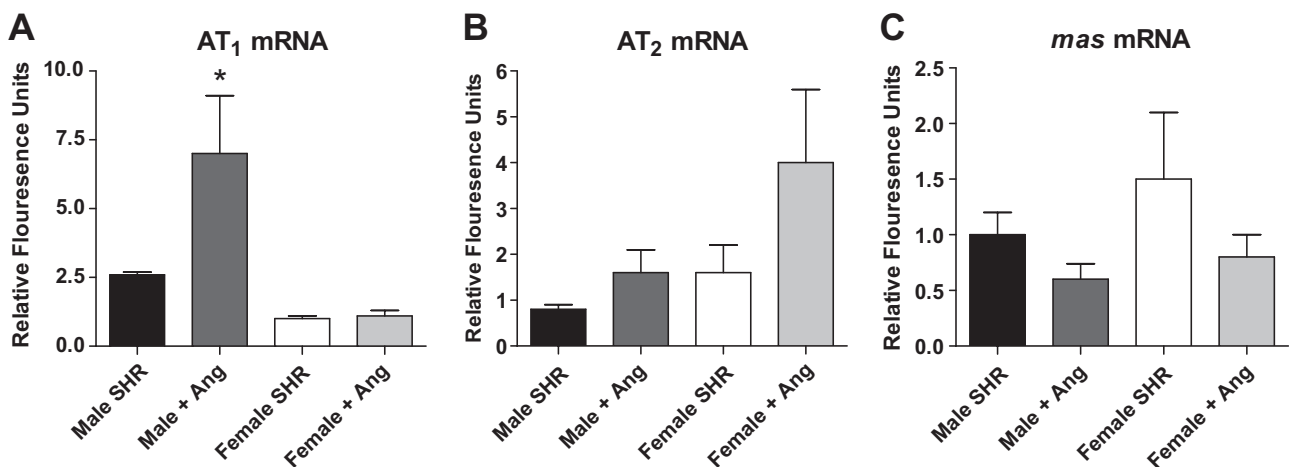 A
AT1 mRNA
Relative Flouresence Units
10.0
*
7.5
5.0
2.5
0.0
Male SHR
Male + Ang
Female SHR
Female + Ang
B
AT2 mRNA
Relative Flouresence Units
6
5
4
3
2
1
0
Male SHR
Male + Ang
Female SHR
Female + Ang
C
mas mRNA
Relative Flouresence Units
2.5
2.0
1.5
1.0
0.5
0.0
Male SHR
Male + Ang
Female SHR
Female + Ang